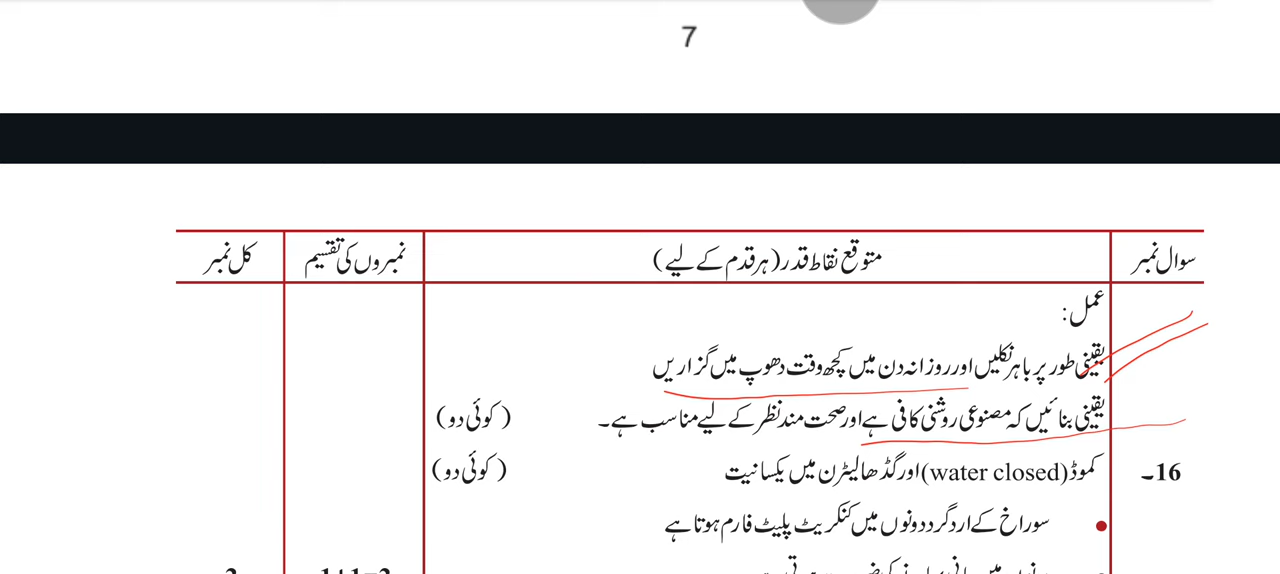 7
سوال نمبر	متوقع نقاط قدر (ہر قدم کے لیے)	نمبروں کی تقسیم	کل نمبر
عمل :
یقینی طور پر باہر نکلیں اور روزانہ دن میں کچھ وقت دھوپ میں گزاریں
یقینی بنائیں کہ مصنوعی روشنی کافی ہے اور صحت مند نظر کے لیے مناسب ہے۔ (کوئی دو)
16۔ کموڈ (water closed) اور گڈھا لیٹرن میں یکسانیت (کوئی دو)
• سوراخ کے ارد گرد دونوں میں کنکریٹ پلیٹ فارم ہوتا ہے